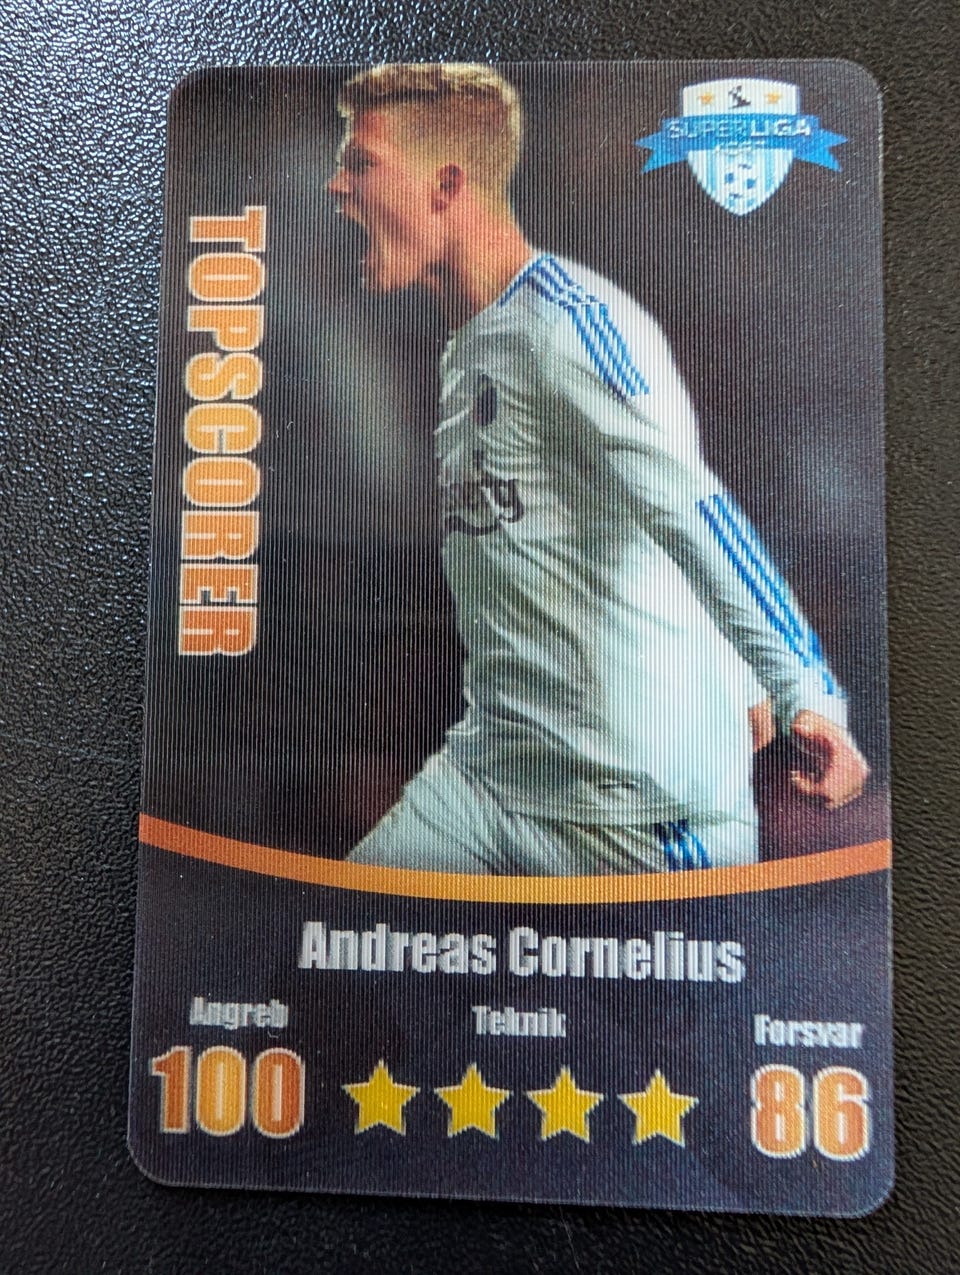 SUPERLIGA
TOPSCORER
Andreas Cornelius
Angreb
Teknik
Forsvar
100
86